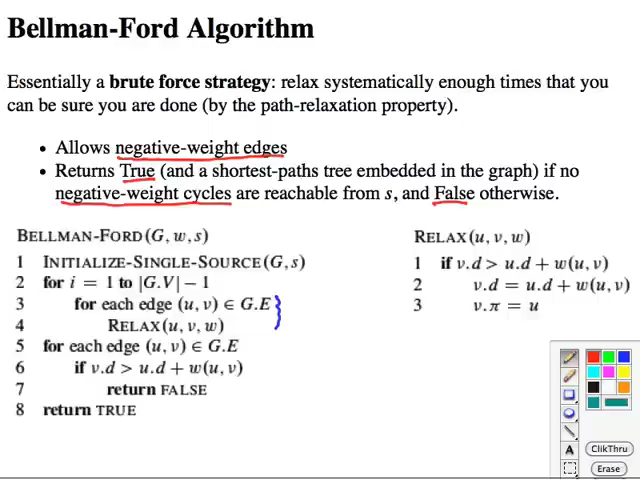 Bellman-Ford Algorithm
Essentially a brute force strategy: relax systematically enough times that you
can be sure you are done (by the path-relaxation property).
• Allows negative-weight edges
• Returns True (and a shortest-paths tree embedded in the graph) if no
negative-weight cycles are reachable from s, and False otherwise.
BELLMAN-FORD(G, w, s)
1 INITIALIZE-SINGLE-SOURCE(G, s)
2 for i = 1 to |G.V| − 1
3 for each edge (u, v) ∈ G.E
4 RELAX(u, v, w)
5 for each edge (u, v) ∈ G.E
6 if v.d > u.d + w(u, v)
7 return FALSE
8 return TRUE
RELAX(u, v, w)
1 if v.d > u.d + w(u, v)
2 v.d = u.d + w(u, v)
3 v.π = u
A
ClikThru
Erase